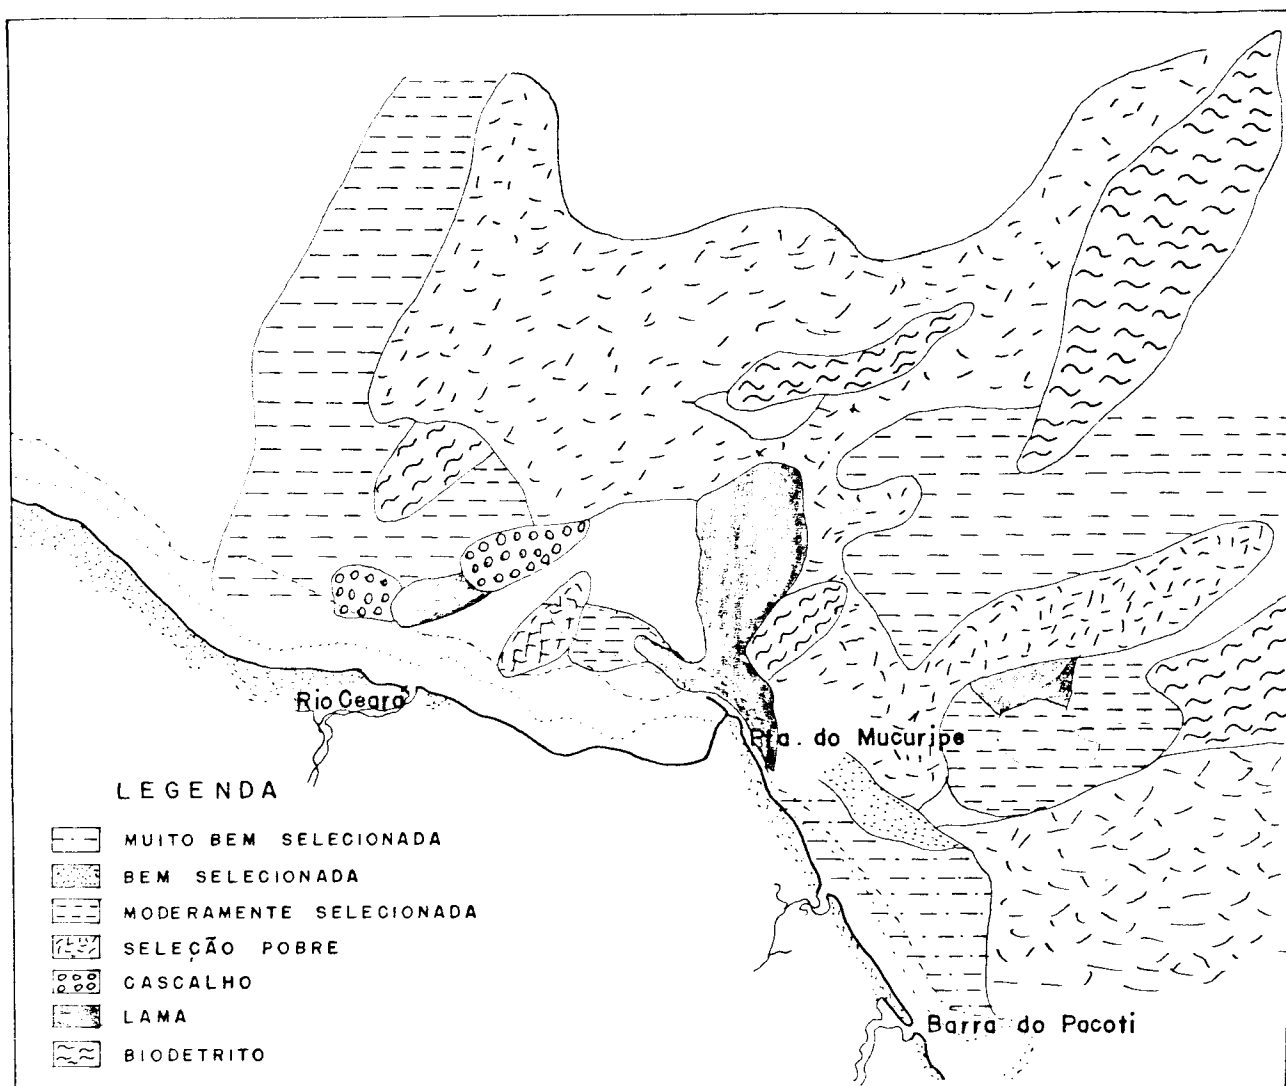 Rio Ceará
Pta. do Mucuripe
LEGENDA
MUITO BEM SELECIONADA
BEM SELECIONADA
MODERAMENTE SELECIONADA
SELEÇÃO POBRE
CASCALHO
LAMA
BIODETRITO
Barra do Pacoti